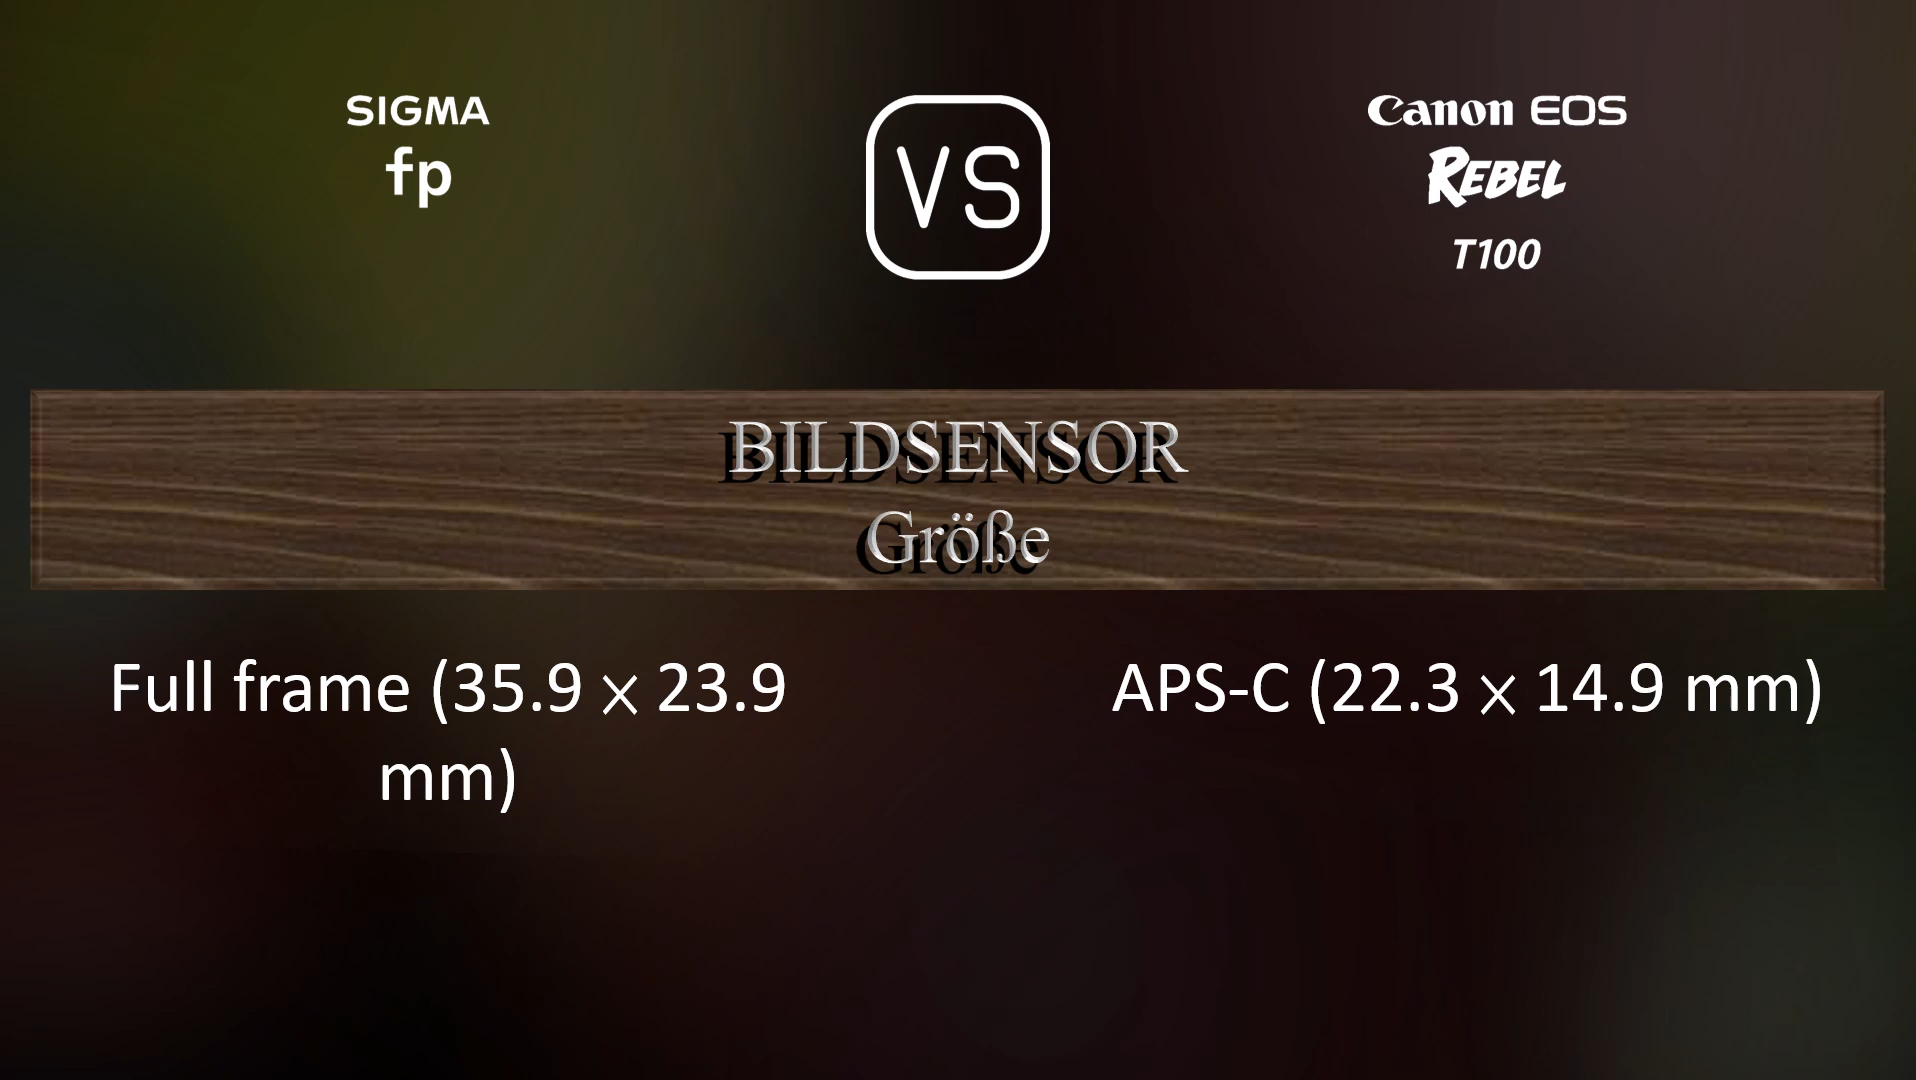 SIGMA
fp
VS
Canon EOS
REBEL
T100
BILDSENSOR
Größe
Full frame (35.9 x 23.9
mm)
APS-C (22.3 x 14.9 mm)